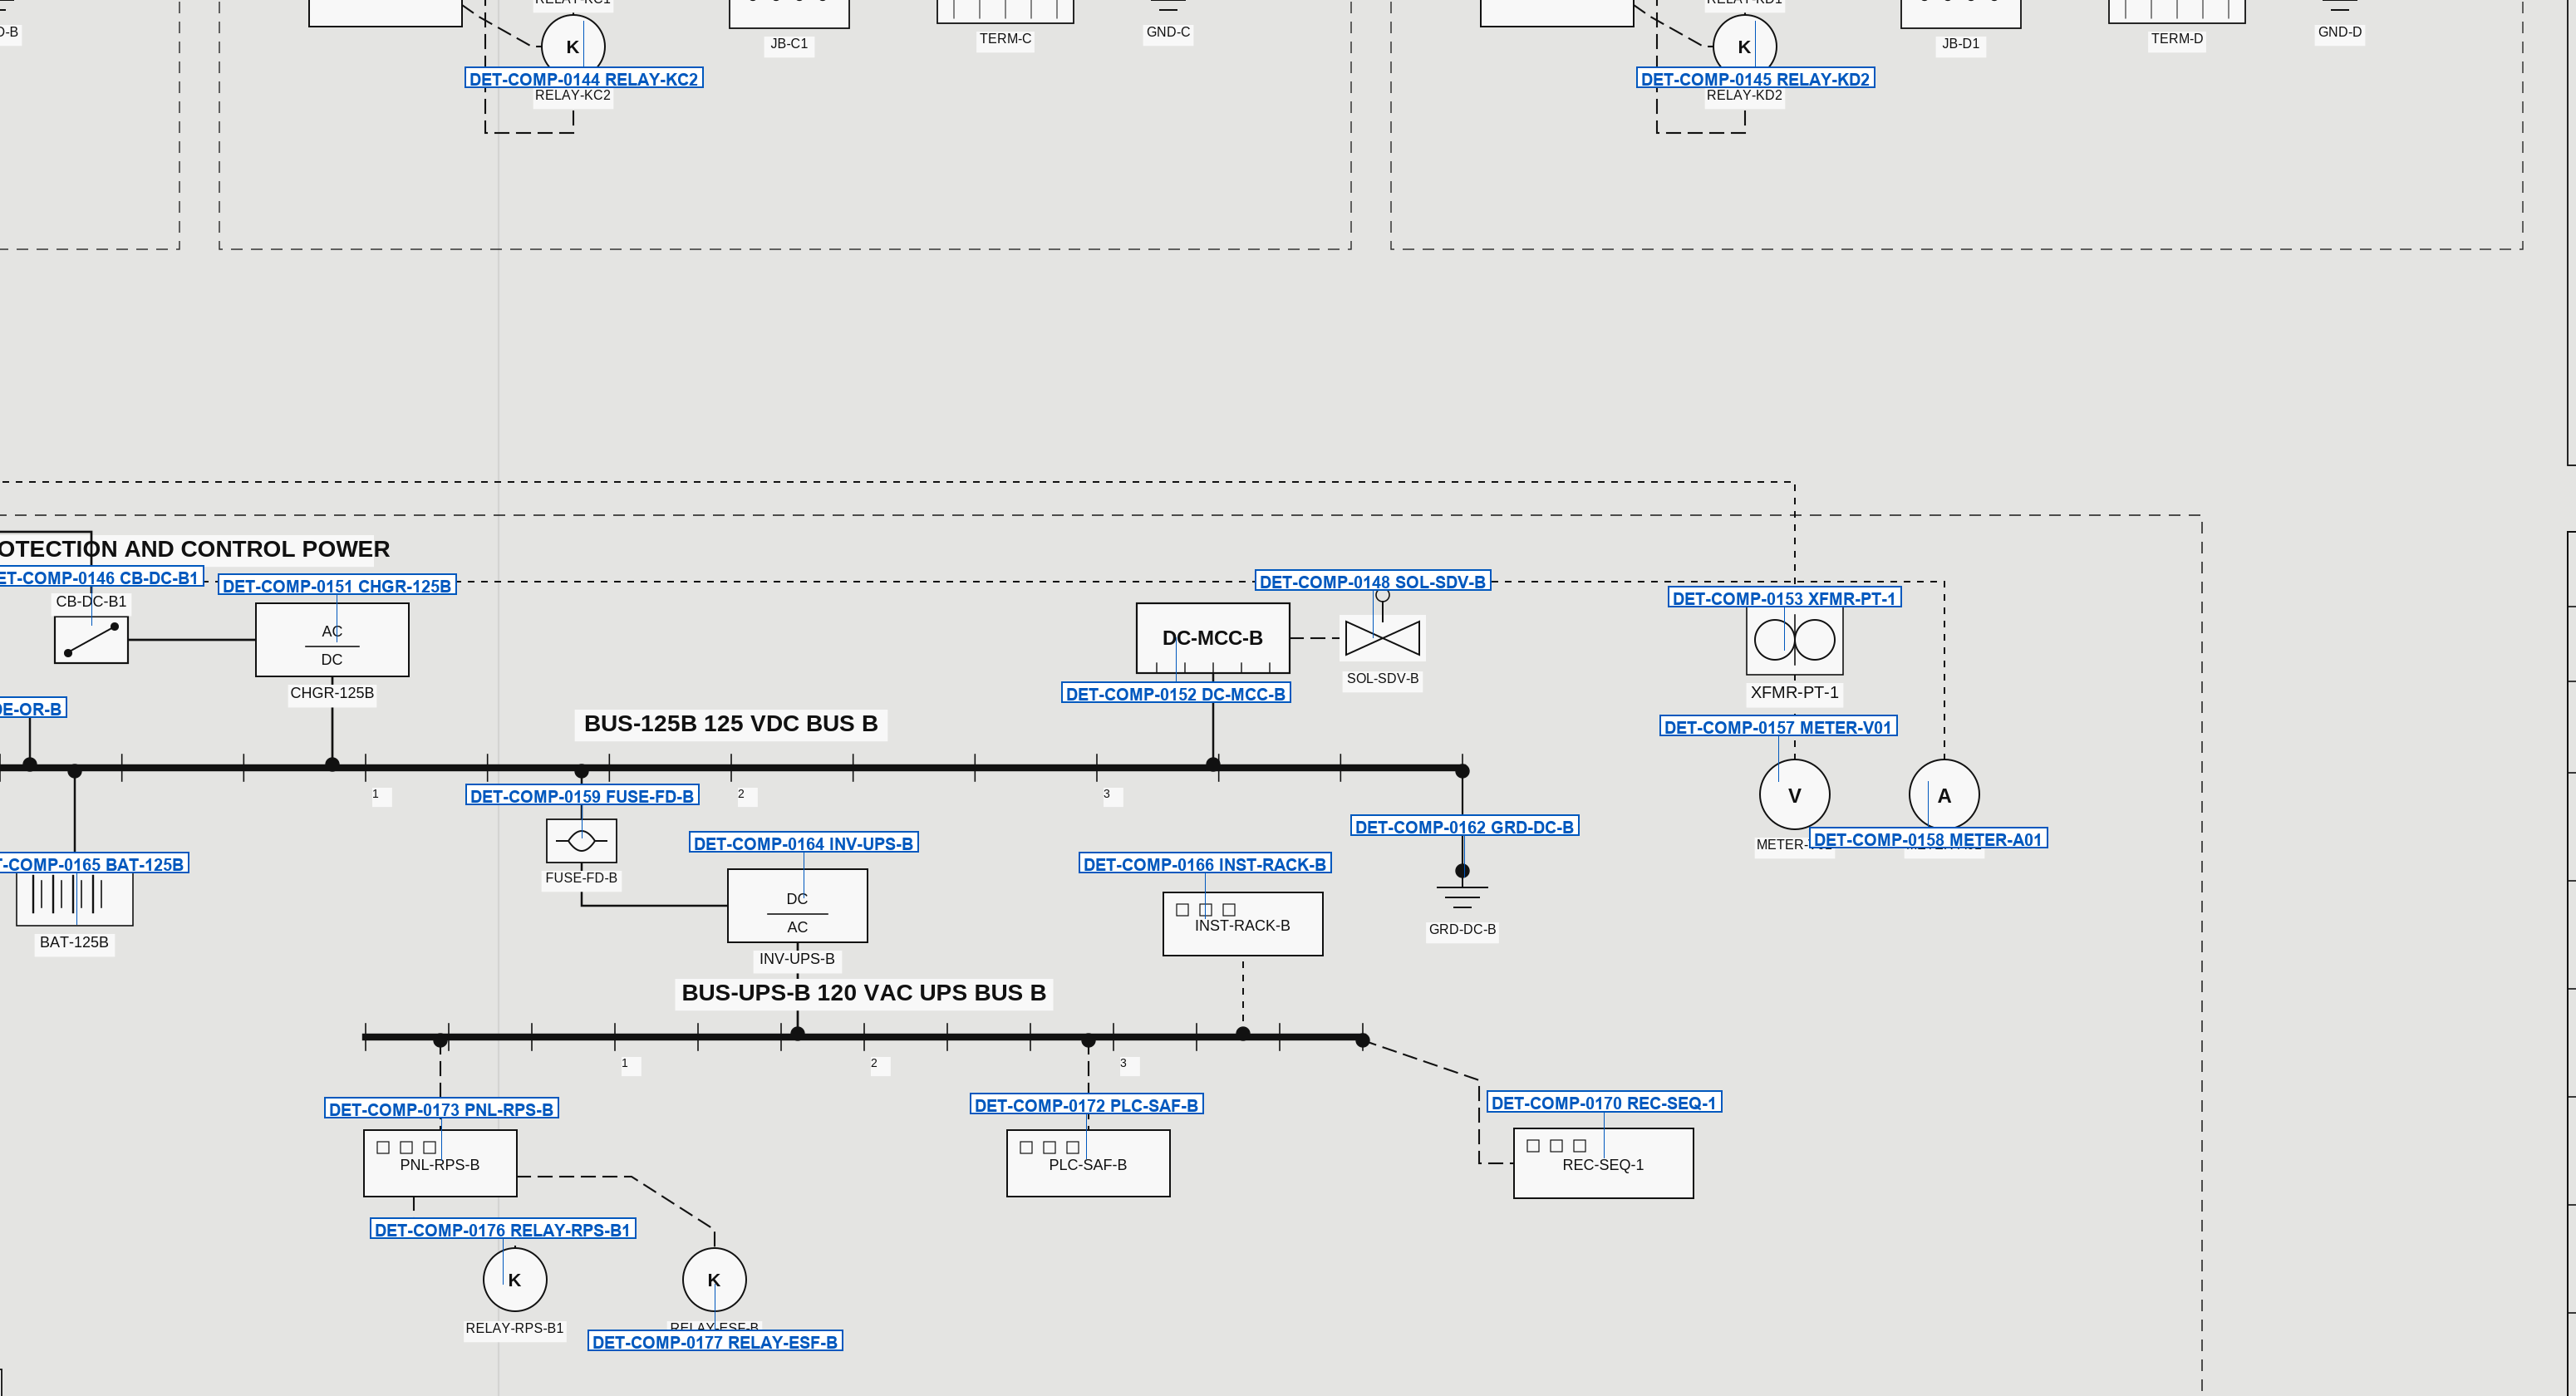 RELAY-KC1
RELAY-KD1
K
JB-C1
TERM-C
GND-C
K
JB-D1
TERM-D
GND-D
DET-COMP-0144 RELAY-KC2
RELAY-KC2
DET-COMP-0145 RELAY-KD2
RELAY-KD2
OTECTION AND CONTROL POWER
ET-COMP-0146 CB-DC-B1
DET-COMP-0151 CHGR-125B
DET-COMP-0148 SOL-SDV-B
DET-COMP-0153 XFMR-PT-1
CB-DC-B1
AC
DC
CHGR-125B
DC-MCC-B
SOL-SDV-B
DET-COMP-0152 DC-MCC-B
XFMR-PT-1
DE-OR-B
BUS-125B 125 VDC BUS B
DET-COMP-0157 METER-V01
1
2
3
V
A
DET-COMP-0159 FUSE-FD-B
DET-COMP-0162 GRD-DC-B
DET-COMP-0158 METER-A01
METER-
DET-COMP-0164 INV-UPS-B
T-COMP-0165 BAT-125B
DET-COMP-0166 INST-RACK-B
FUSE-FD-B
DC
AC
INST-RACK-B
GRD-DC-B
BAT-125B
INV-UPS-B
BUS-UPS-B 120 VAC UPS BUS B
1
2
3
DET-COMP-0173 PNL-RPS-B
DET-COMP-0172 PLC-SAF-B
DET-COMP-0170 REC-SEQ-1
PNL-RPS-B
PLC-SAF-B
REC-SEQ-1
DET-COMP-0176 RELAY-RPS-B1
K
K
RELAY-RPS-B1
RELAY-ESF-B
DET-COMP-0177 RELAY-ESF-B